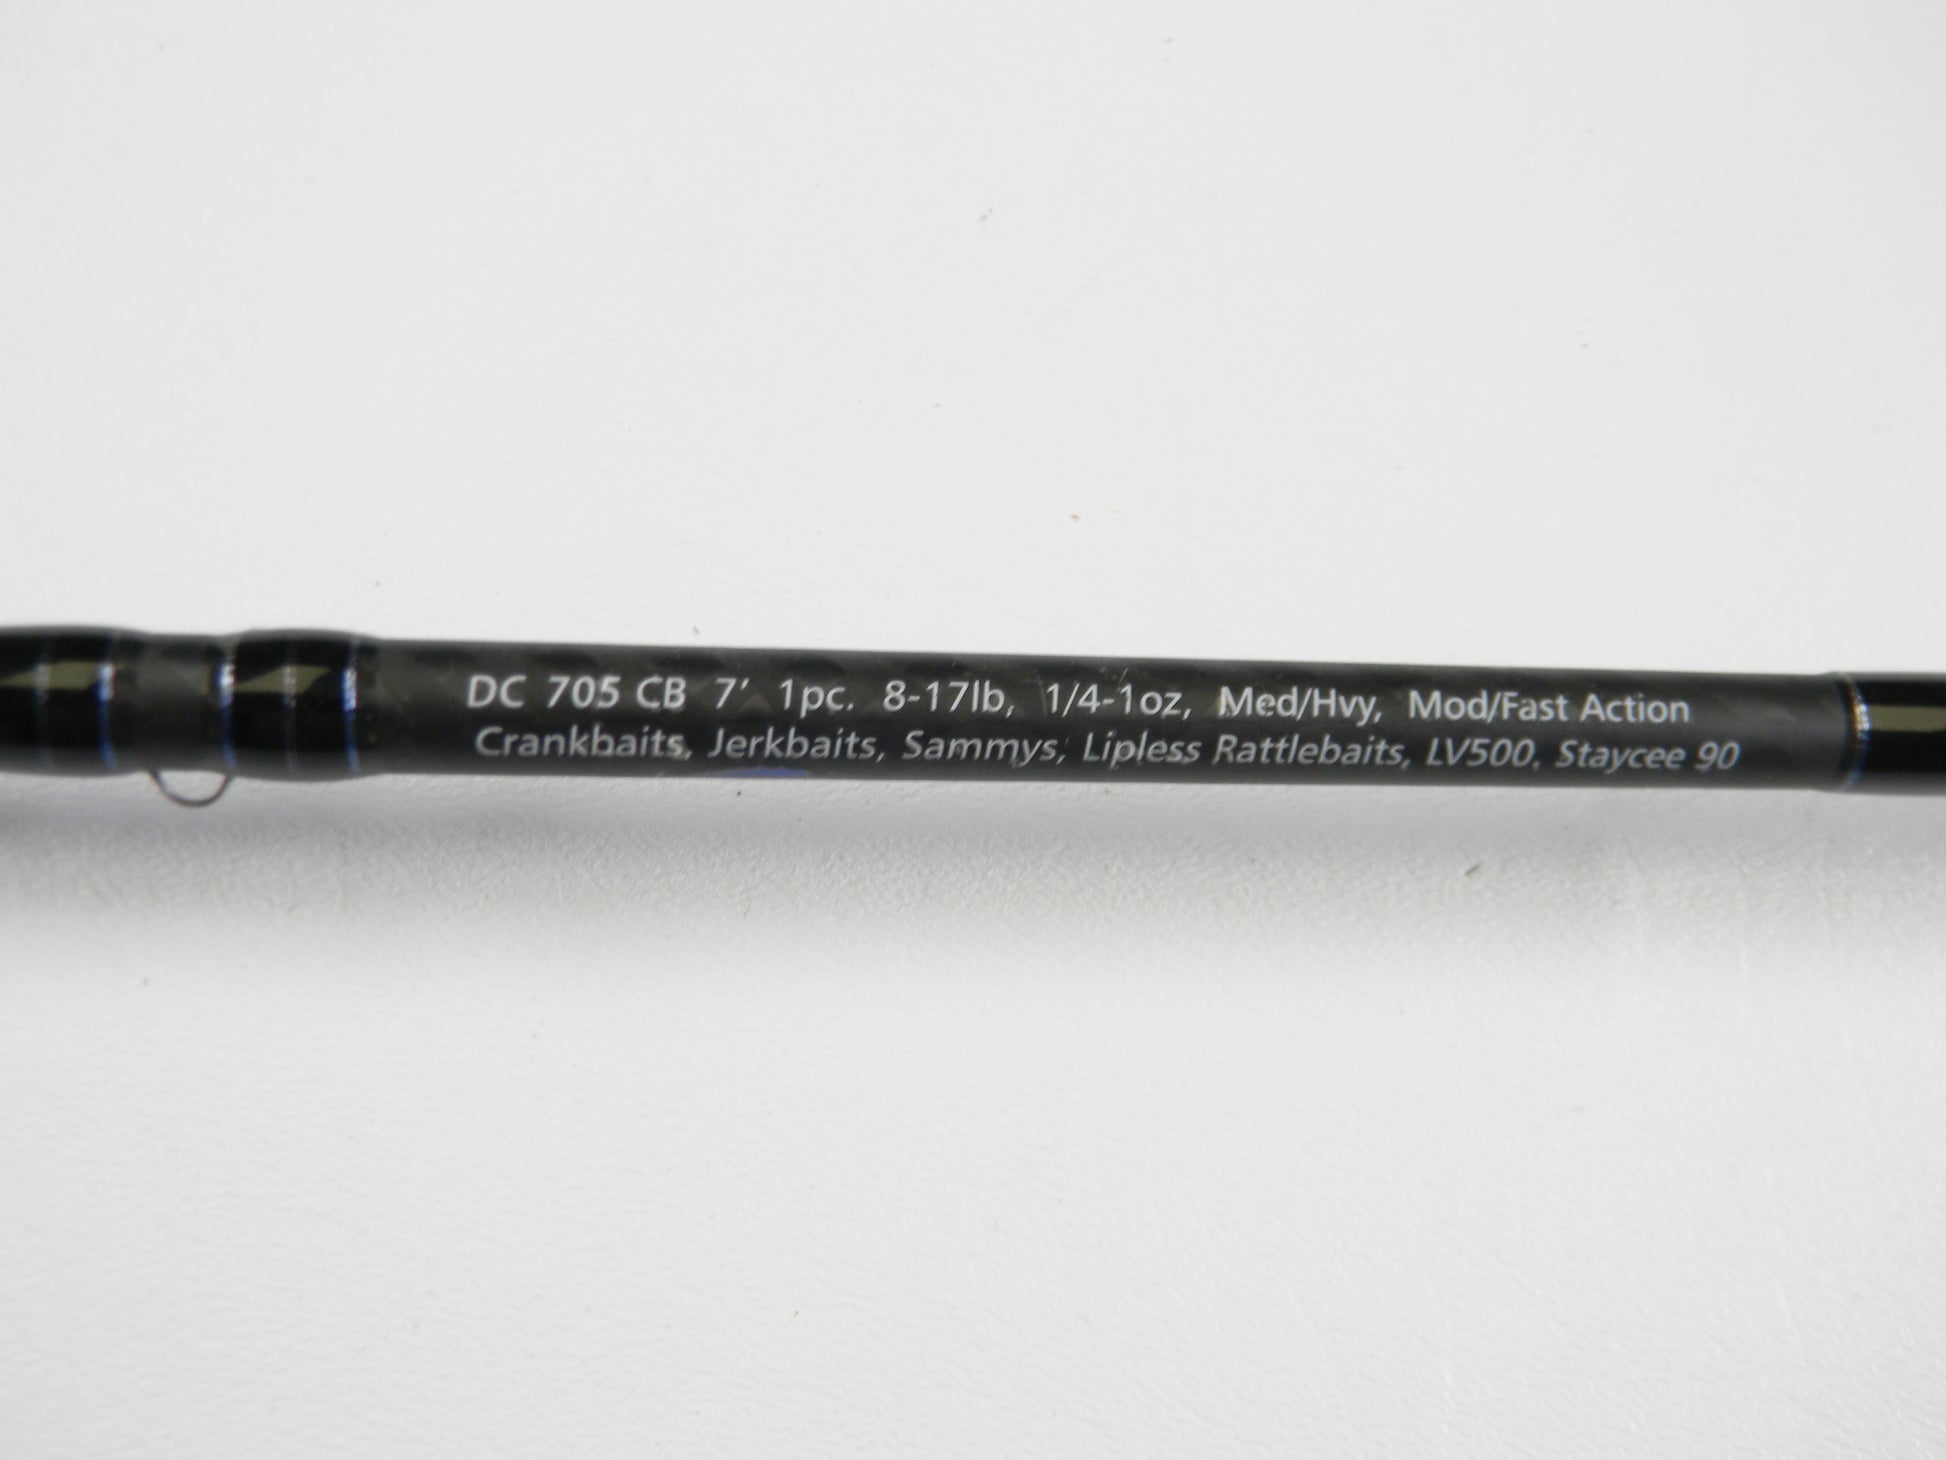 DC 705 CB 7' 1pc. 8-17lb, 1/4-1oz, Med/Hvy, Mod/Fast Action
Crankbaits, Jerkbaits, Sammys, Lipless Rattlebaits, LV500, Staycee 90